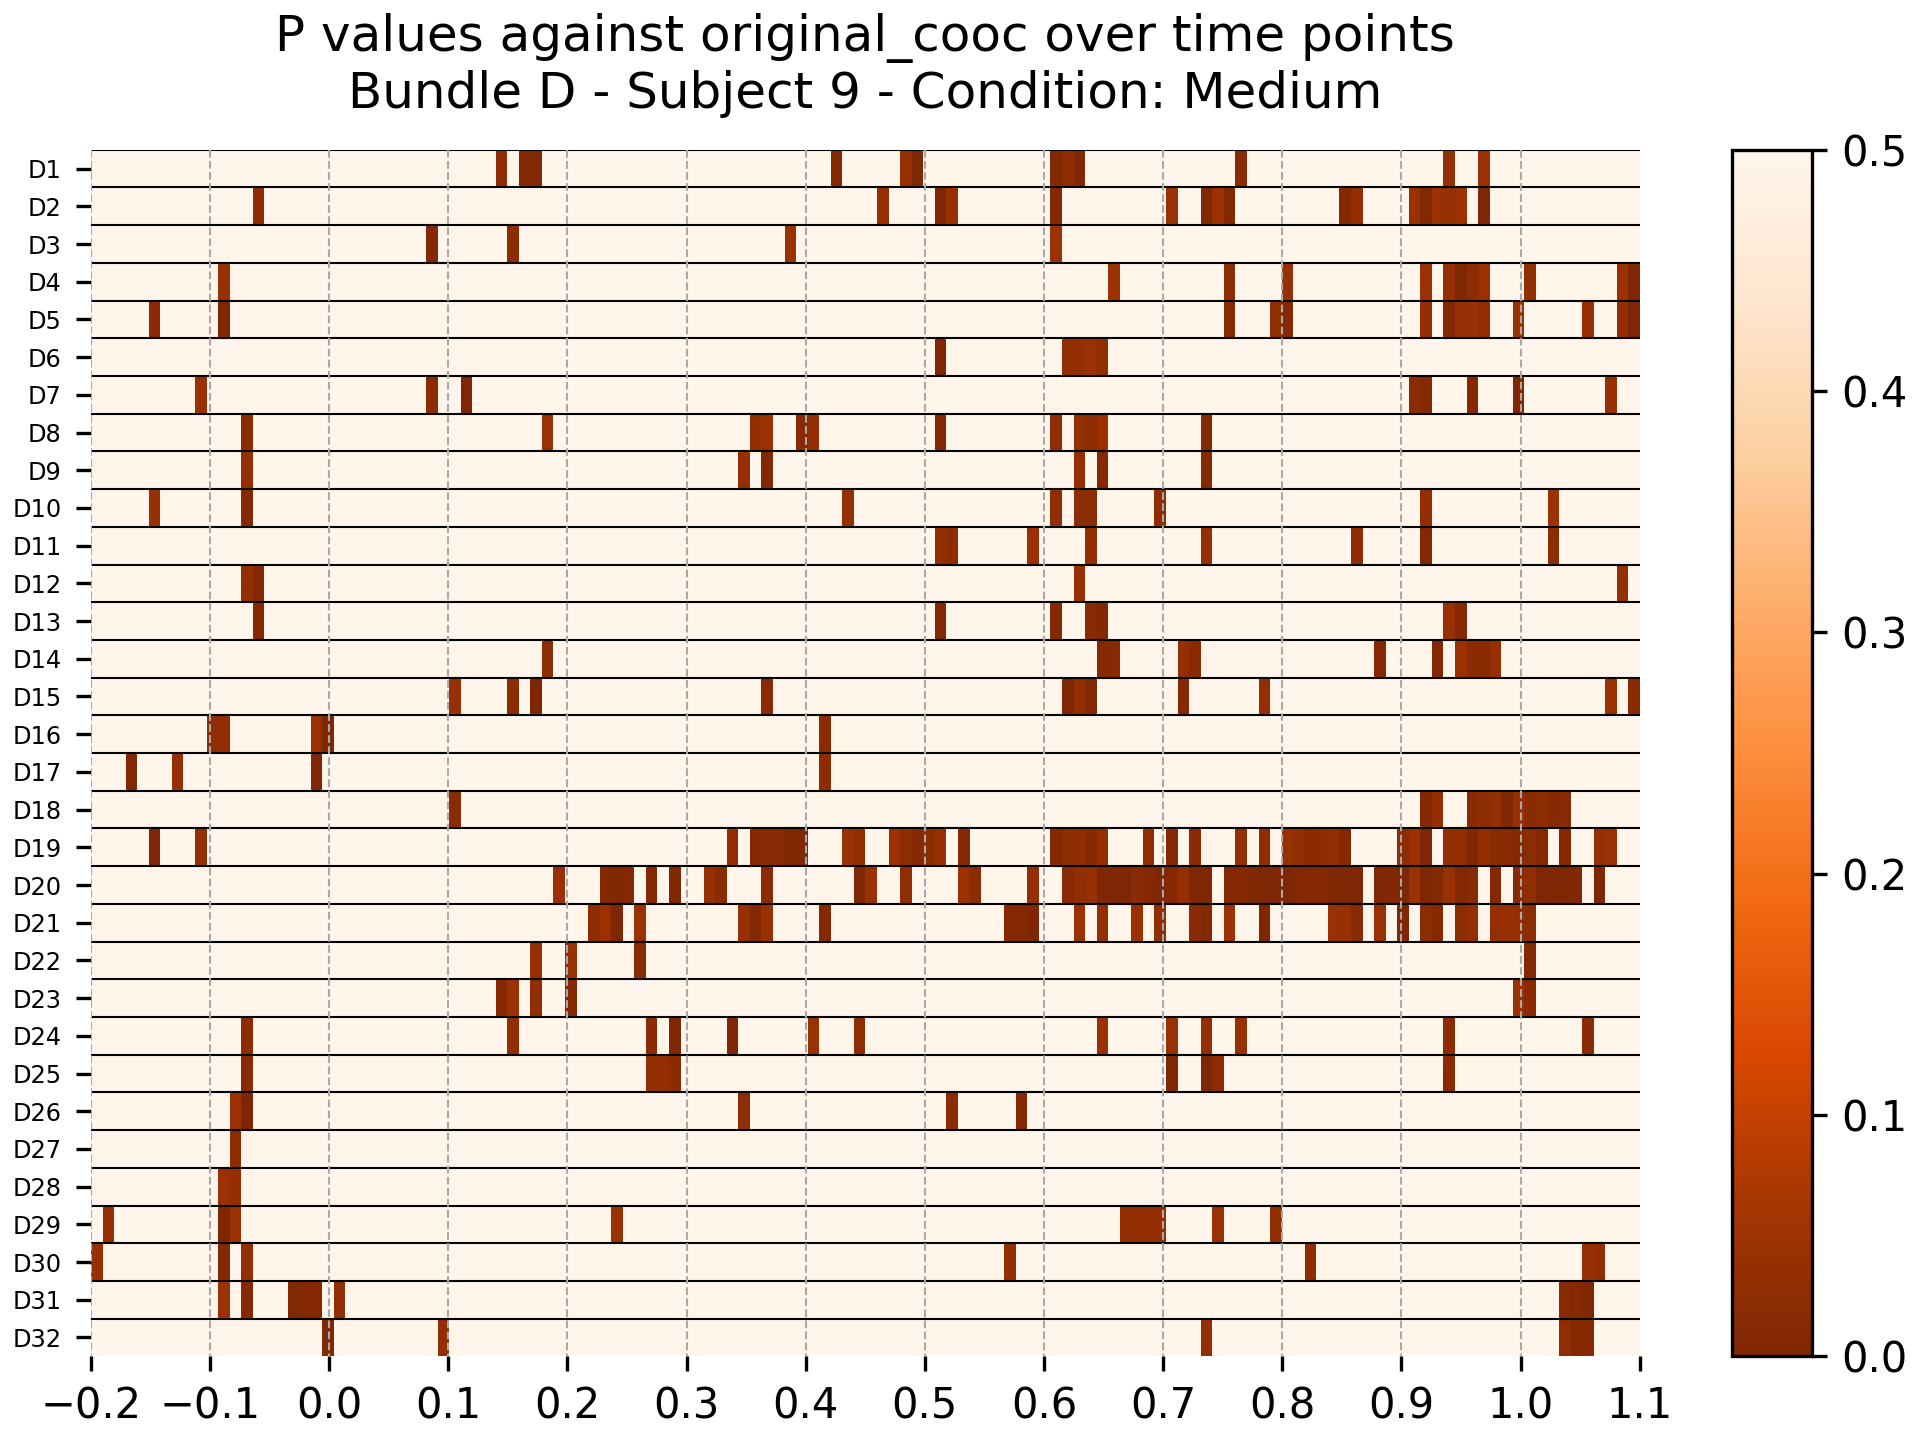 P values against original_cooc over time points
Bundle D - Subject 9 - Condition: Medium
D1
D2
D3
D4
D5
D6
D7
D8
D9
D10
D11
D12
D13
D14
D15
D16
D17
D18
D19
D20
D21
D22
D23
D24
D25
D26
D27
D28
D29
D30
D31
D32
−0.2 −0.1 0.0 0.1 0.2 0.3 0.4 0.5 0.6 0.7 0.8 0.9 1.0 1.1
0.5
0.4
0.3
0.2
0.1
0.0